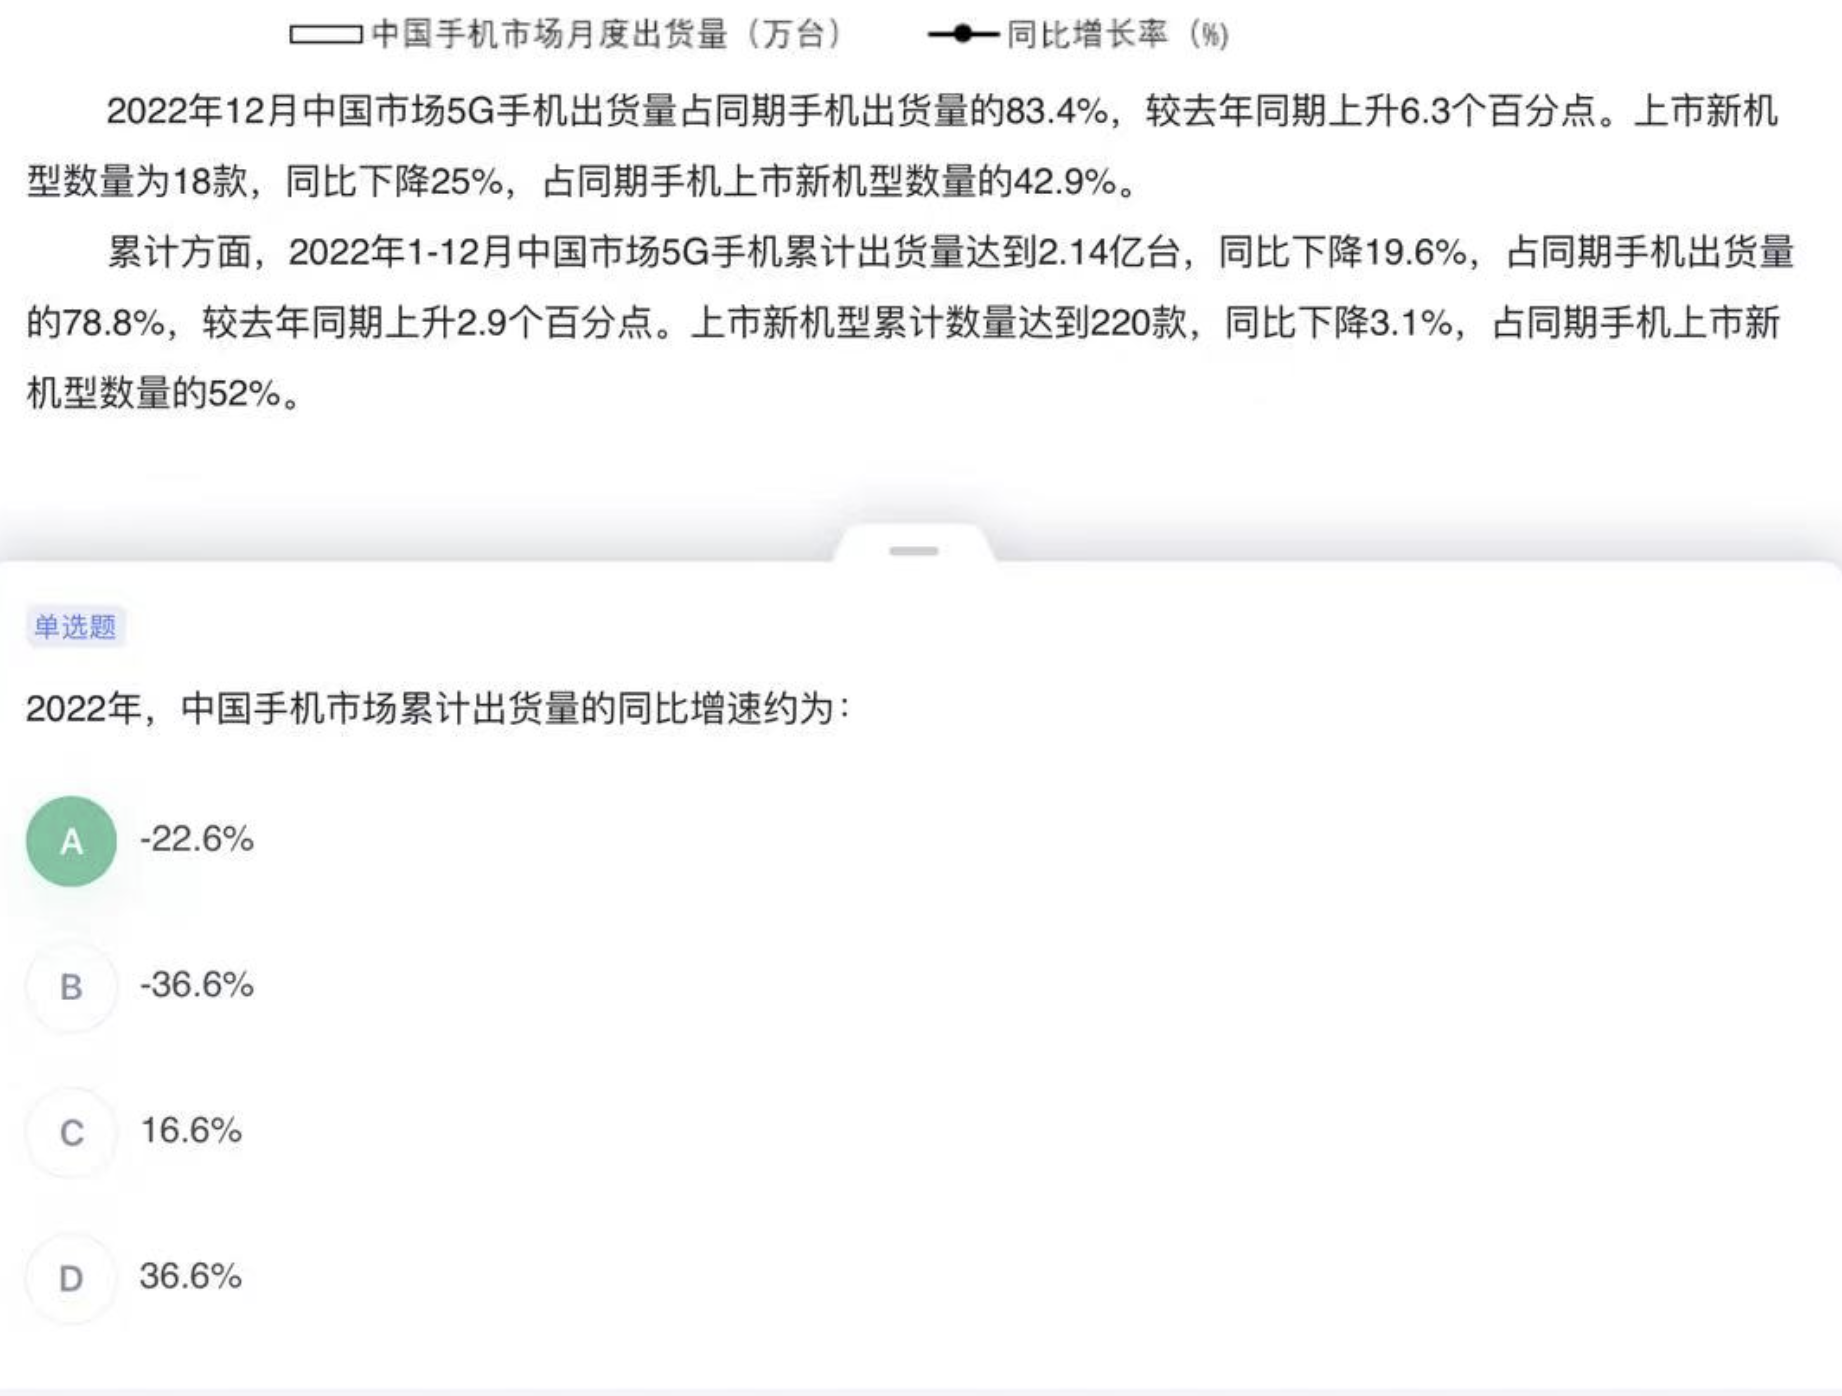 中国手机市场月度出货量（万台） 同比增长率（%）
2022年12月中国市场5G手机出货量占同期手机出货量的83.4%，较去年同期上升6.3个百分点。上市新机
型数量为18款，同比下降25%，占同期手机上市新机型数量的42.9%。
累计方面，2022年1-12月中国市场5G手机累计出货量达到2.14亿台，同比下降19.6%，占同期手机出货量
的78.8%，较去年同期上升2.9个百分点。上市新机型累计数量达到220款，同比下降3.1%，占同期手机上市新
机型数量的52%。
单选题
2022年，中国手机市场累计出货量的同比增速约为：
A -22.6%
B -36.6%
C 16.6%
D 36.6%